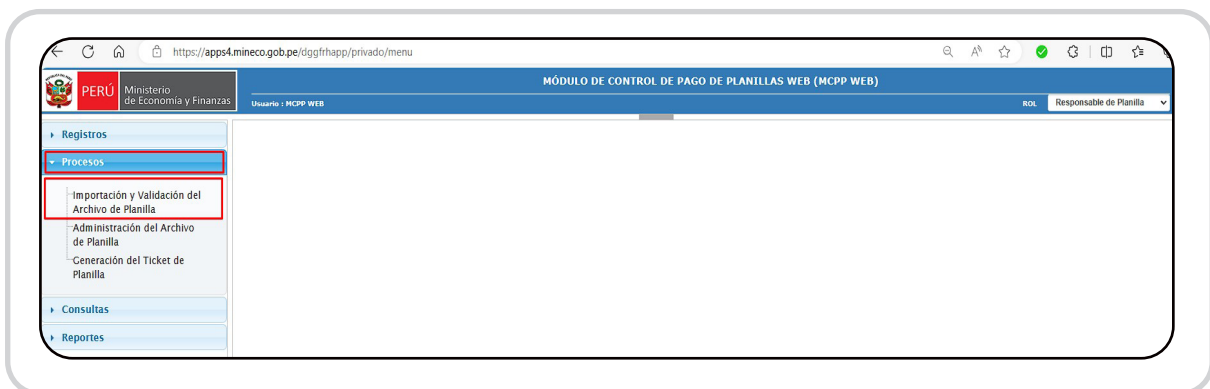 https://apps4.mineco.gob.pe/dggfrhapp/privado/menu
PERÚ
Ministerio
de Economía y Finanzas
MÓDULO DE CONTROL DE PAGO DE PLANILLAS WEB (MCPP WEB)
Usuario : MCPP WEB
ROL
Responsable de Planilla
Registros
Procesos
Importación y Validación del
Archivo de Planilla
Administración del Archivo
de Planilla
Generación del Ticket de
Planilla
Consultas
Reportes